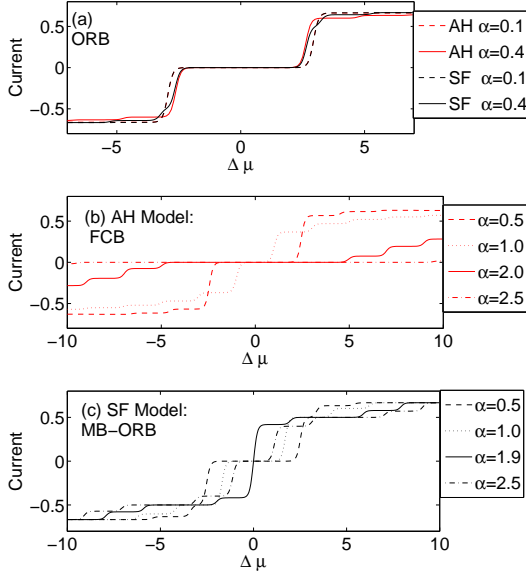 (a)
ORB
Current
0.5
0
−0.5
−5
0
5
Δ μ
AH α=0.1
AH α=0.4
SF α=0.1
SF α=0.4
(b) AH Model:
FCB
Current
0.5
0
−0.5
−10
−5
0
5
10
Δ μ
α=0.5
α=1.0
α=2.0
α=2.5
(c) SF Model:
MB−ORB
Current
0.5
0
−0.5
−10
−5
0
5
10
Δ μ
α=0.5
α=1.0
α=1.9
α=2.5